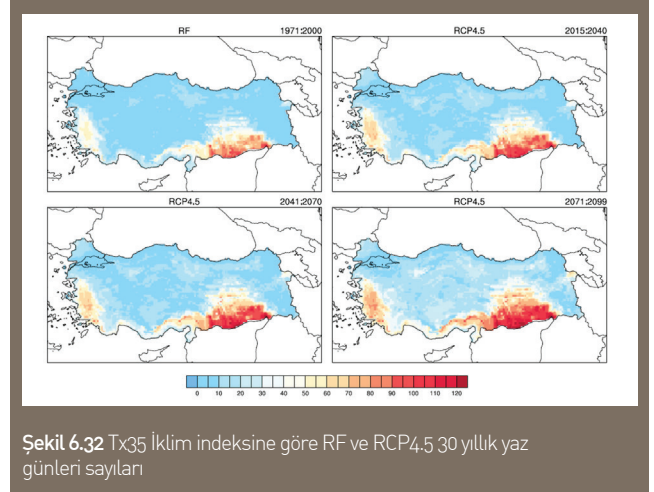 RF 1971:2000
RCP4.5 2015:2040
RCP4.5 2041:2070
RCP4.5 2071:2099
0 10 20 30 40 50 60 70 80 90 100 110 120
Şekil 6.32 Tx35 İklim indeksine göre RF ve RCP4.5 30 yıllık yaz
günleri sayıları